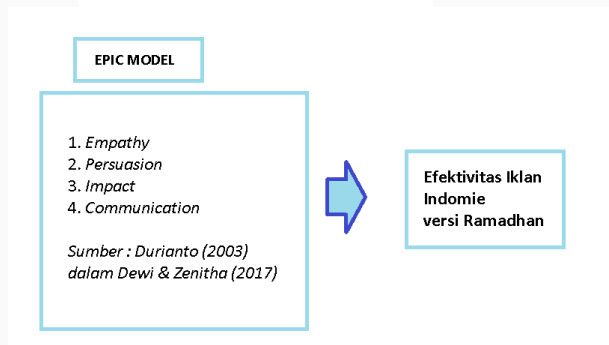 EPIC MODEL
1. Empathy
2. Persuasion
3. Impact
4. Communication
Sumber : Durianto (2003)
dalam Dewi & Zenitha (2017)
Efektivitas Iklan
Indomie
versi Ramadhan